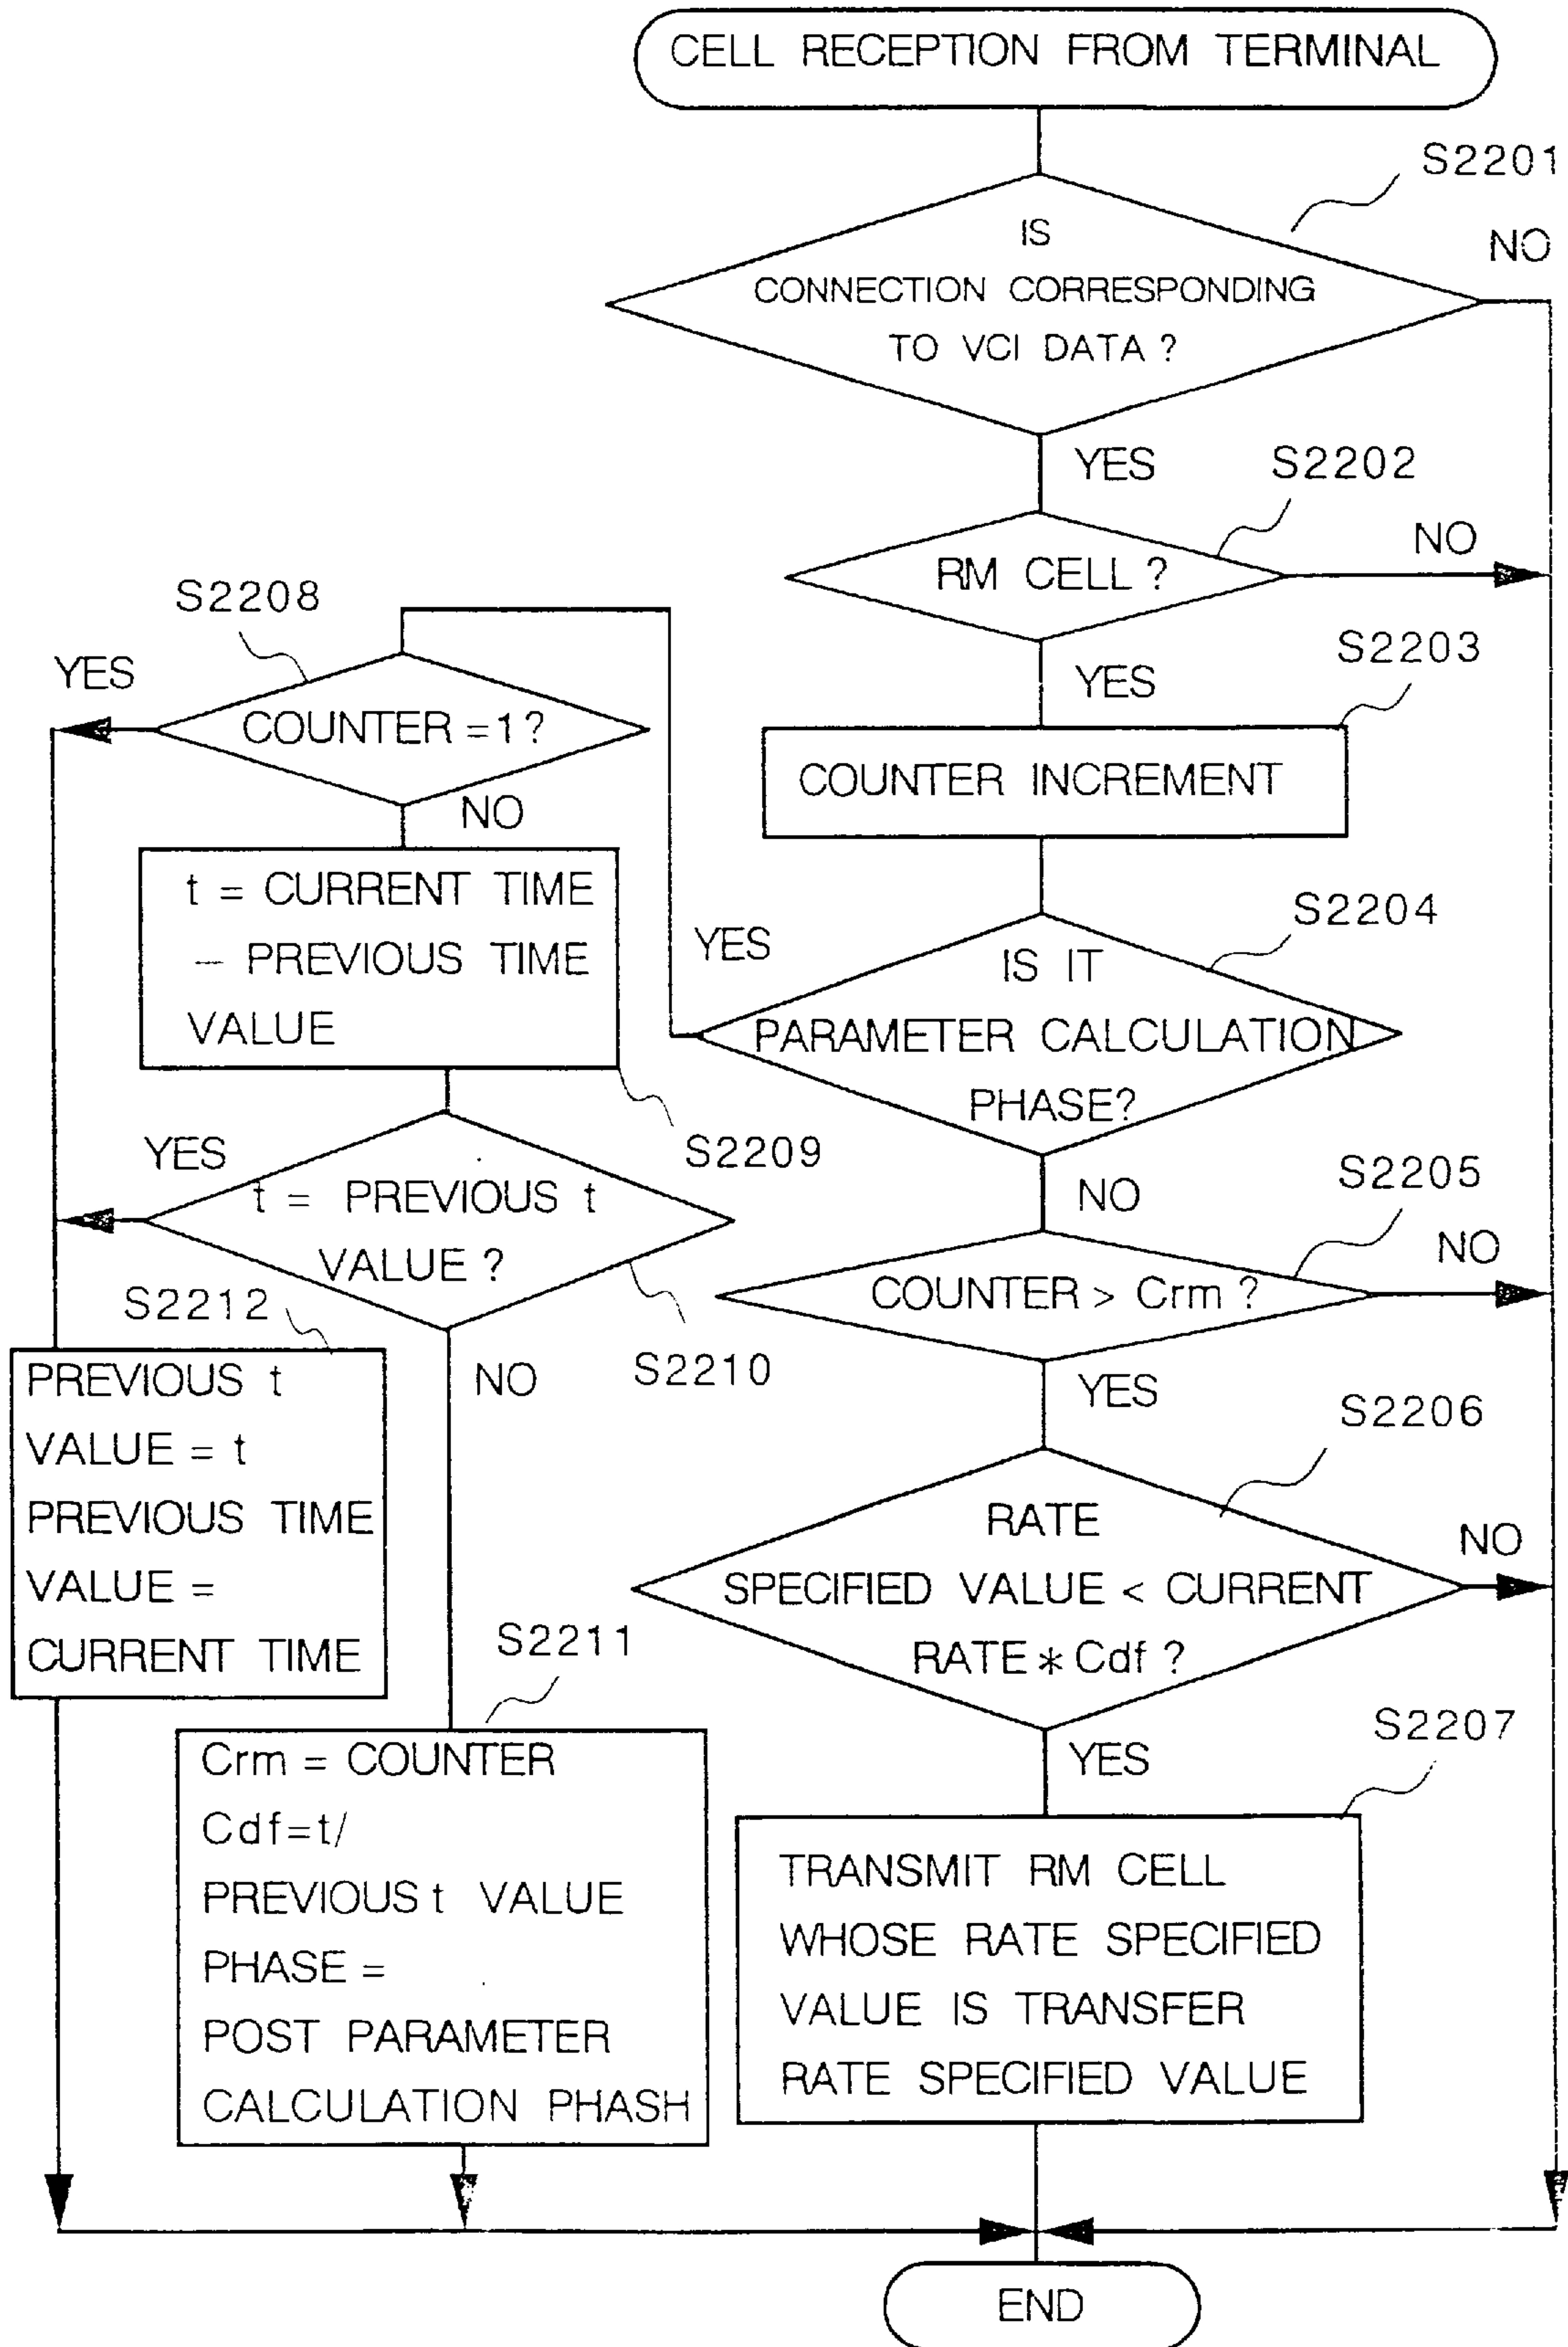 CELL RECEPTION FROM TERMINAL
S2201
IS
CONNECTION CORRESPONDING
TO VCI DATA ?
NO
YES
S2202
RM CELL ?
NO
YES
S2203
COUNTER INCREMENT
S2204
IS IT
PARAMETER CALCULATION
PHASE?
YES
NO
S2205
COUNTER > Crm ?
NO
YES
S2206
RATE
SPECIFIED VALUE < CURRENT
RATE * Cdf ?
NO
YES
S2207
TRANSMIT RM CELL
WHOSE RATE SPECIFIED
VALUE IS TRANSFER
RATE SPECIFIED VALUE
S2208
COUNTER = 1 ?
YES
NO
t = CURRENT TIME
– PREVIOUS TIME
VALUE
S2209
t = PREVIOUS t
VALUE ?
YES
S2210
NO
S2212
PREVIOUS t
VALUE = t
PREVIOUS TIME
VALUE =
CURRENT TIME
S2211
Crm = COUNTER
Cdf=t/
PREVIOUS t VALUE
PHASE =
POST PARAMETER
CALCULATION PHASH
END